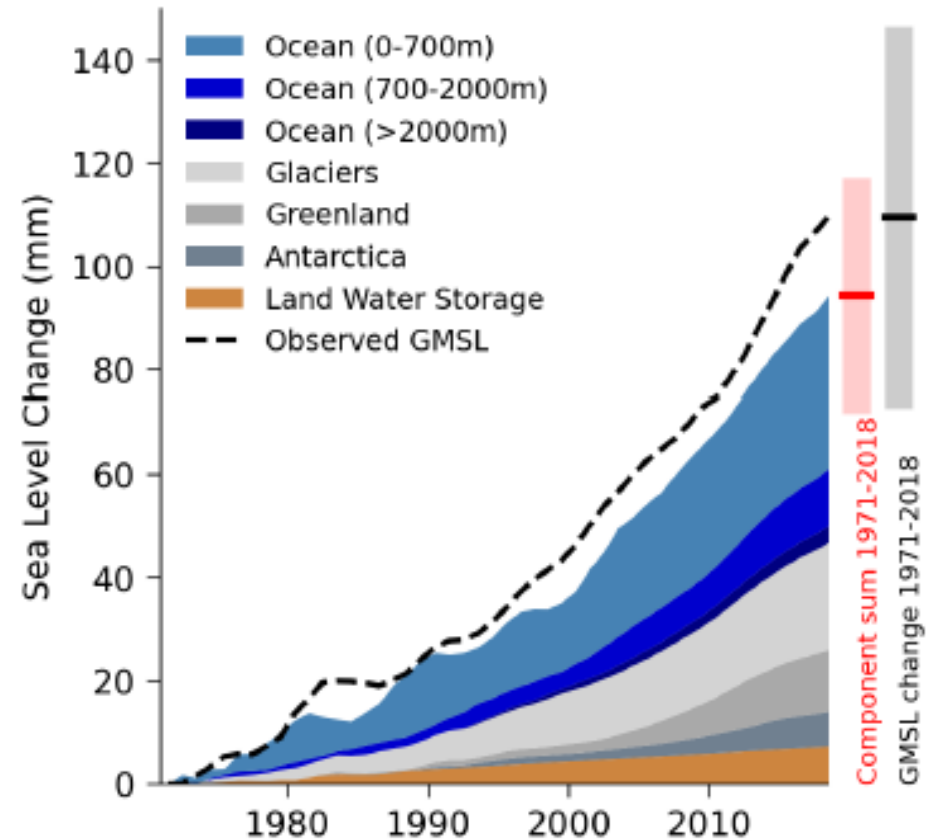 Sea Level Change (mm)
140
120
100
80
60
40
20
0
Ocean (0-700m)
Ocean (700-2000m)
Ocean (>2000m)
Glaciers
Greenland
Antarctica
Land Water Storage
Observed GMSL
1980
1990
2000
2010
Component sum 1971-2018
GMSL change 1971-2018